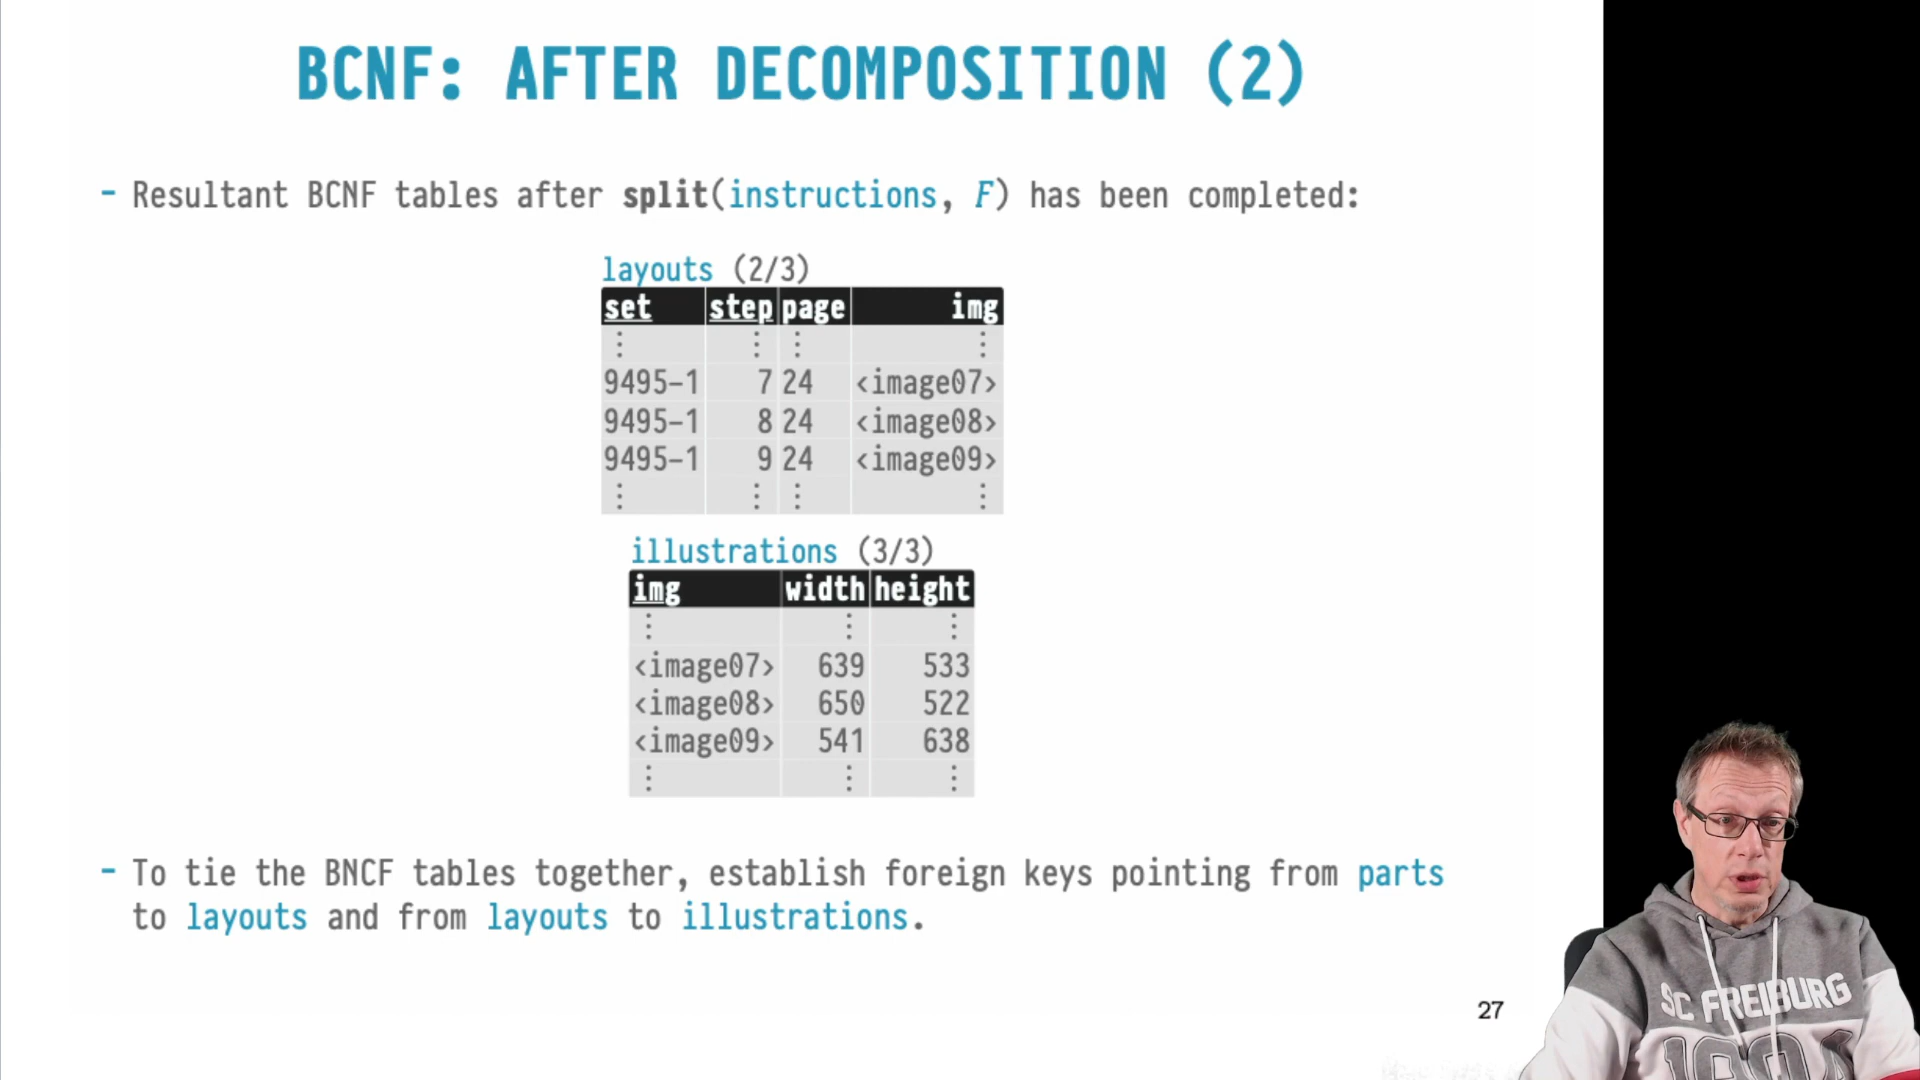 BCNF: AFTER DECOMPOSITION (2)
- Resultant BCNF tables after split(instructions, F) has been completed:
layouts (2/3)
set step page img
⋮ ⋮ ⋮ ⋮
9495-1 7 24 <image07>
9495-1 8 24 <image08>
9495-1 9 24 <image09>
⋮ ⋮ ⋮ ⋮
illustrations (3/3)
img width height
⋮ ⋮ ⋮
<image07> 639 533
<image08> 650 522
<image09> 541 638
⋮ ⋮ ⋮
- To tie the BNCF tables together, establish foreign keys pointing from parts
to layouts and from layouts to illustrations.
27
SC FREIBURG